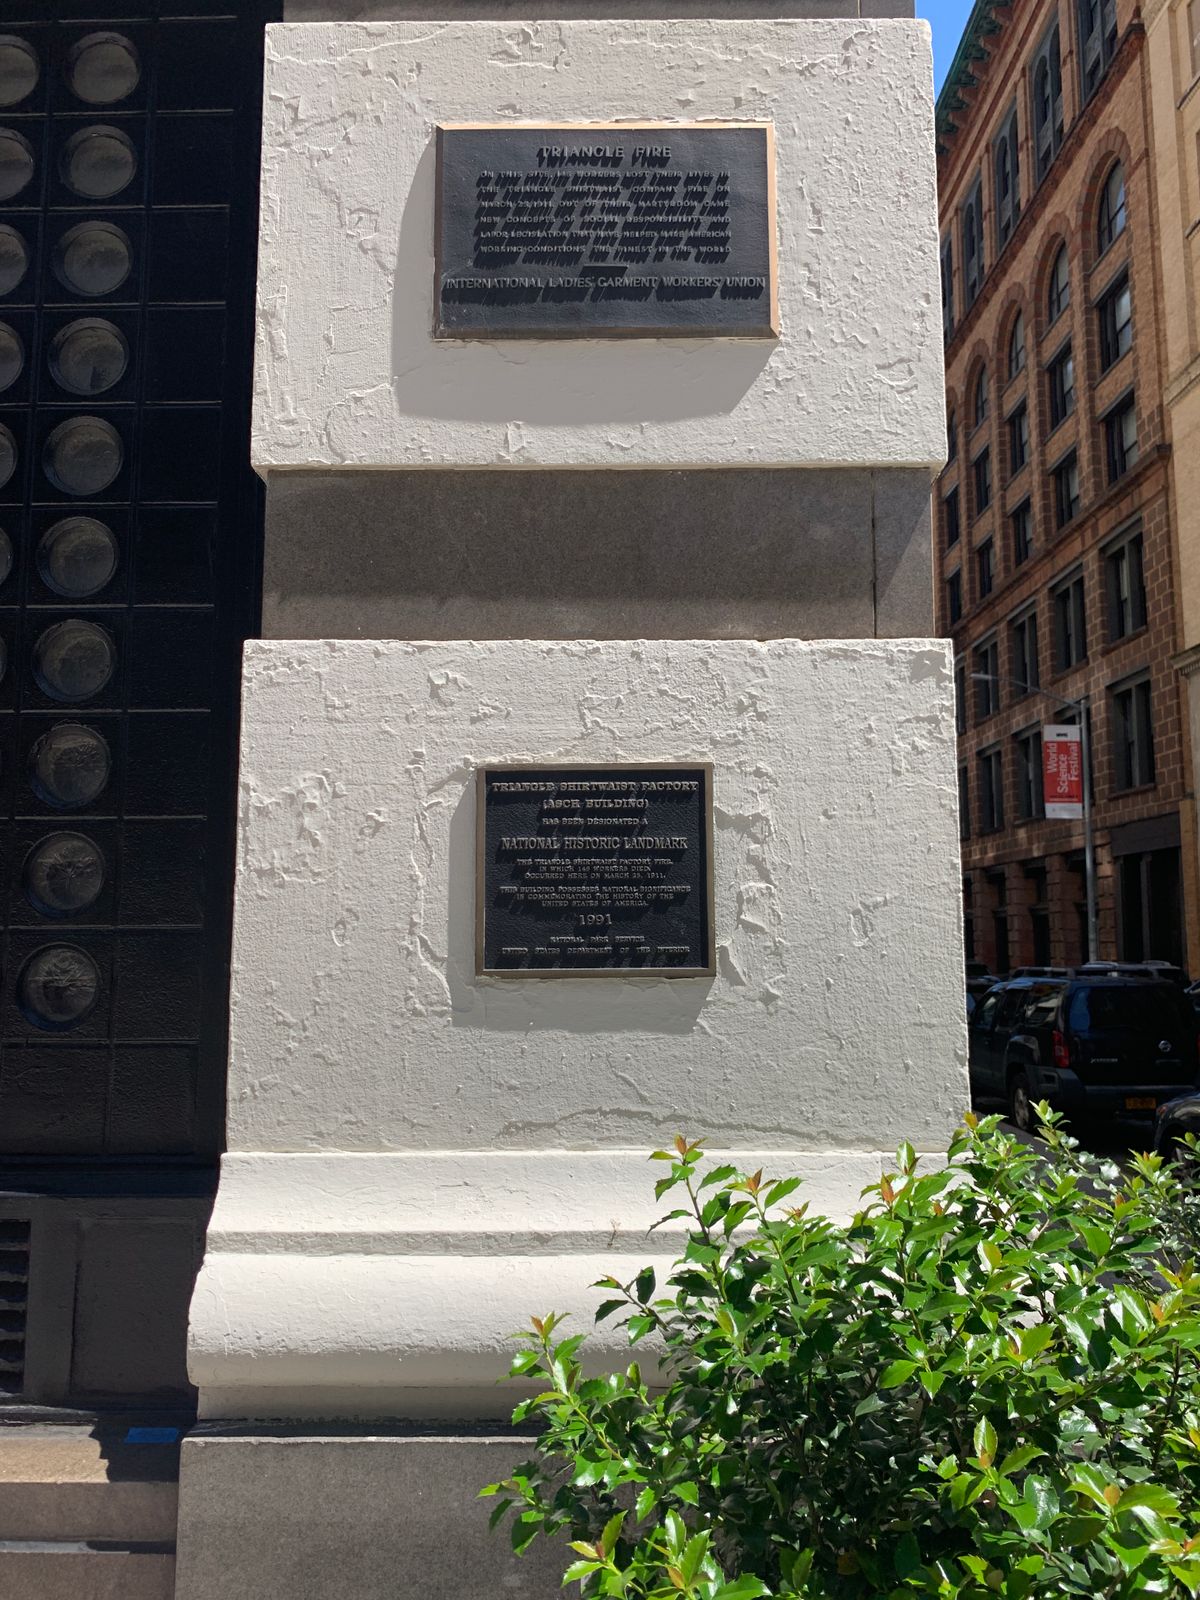 TRIANGLE FIRE
ON THIS SITE, 146 WORKERS LOST THEIR LIVES IN
THE TRIANGLE SHIRTWAIST COMPANY FIRE ON
MARCH 25, 1911. OUT OF THEIR MARTYRDOM CAME
NEW CONCEPTS OF SOCIAL RESPONSIBILITY AND
LABOR LEGISLATION THAT HAVE HELPED MAKE AMERICAN
WORKING CONDITIONS THE FINEST IN THE WORLD
INTERNATIONAL LADIES' GARMENT WORKERS' UNION
World
Science
Festival
TRIANGLE SHIRTWAIST FACTORY
(ASCH BUILDING)
HAS BEEN DESIGNATED A
NATIONAL HISTORIC LANDMARK
THE TRIANGLE SHIRTWAIST FACTORY FIRE,
IN WHICH 146 WORKERS DIED,
OCCURRED HERE ON MARCH 25, 1911.
THIS BUILDING POSSESSES NATIONAL SIGNIFICANCE
IN COMMEMORATING THE HISTORY OF THE
UNITED STATES OF AMERICA.
1991
NATIONAL PARK SERVICE
UNITED STATES DEPARTMENT OF THE INTERIOR